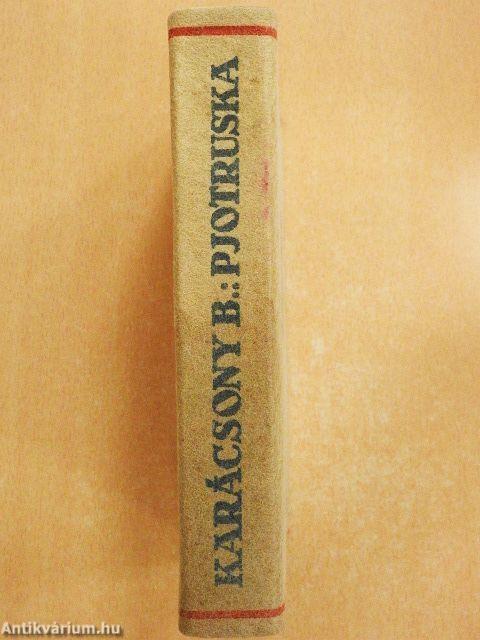 KARÁCSONY B.: PJOTRUSKA
Antikvárium.hu